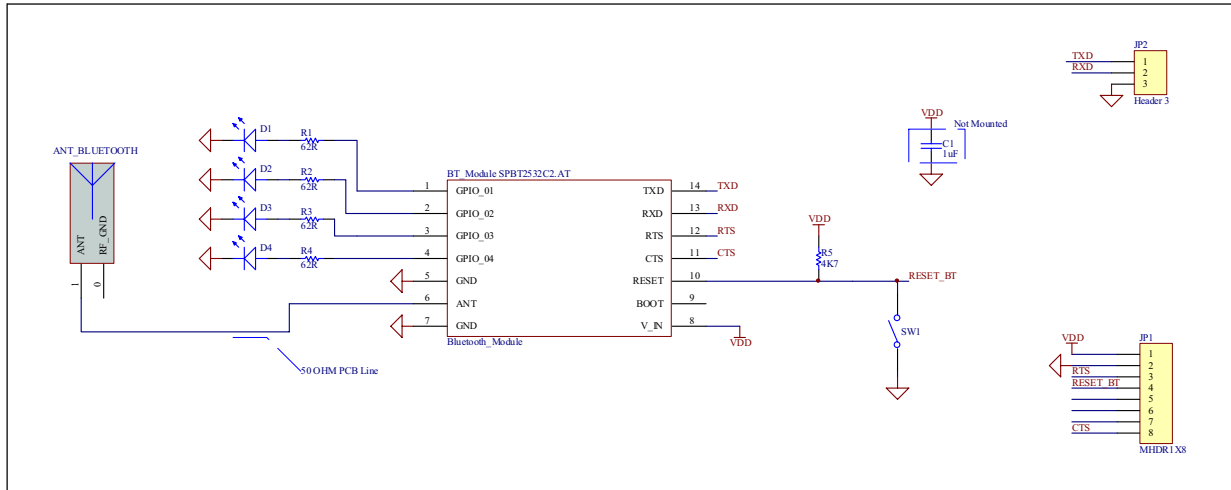 JP2
TXD
1
RXD
2
3
Header 3
VDD
Not Mounted
C1
1uF
D1
R1
62R
D2
R2
62R
D3
R3
62R
D4
R4
62R
ANT_BLUETOOTH
ANT
RF_GND
1
0
BT_Module SPBT2532C2.AT
1 GPIO_01 TXD 14 TXD
2 GPIO_02 RXD 13 RXD
3 GPIO_03 RTS 12 RTS
4 GPIO_04 CTS 11 CTS
5 GND RESET 10
6 ANT BOOT 9
7 GND V_IN 8
Bluetooth_Module
VDD
VDD
R5
4K7
RESET_BT
SW1
50 OHM PCB Line
JP1
VDD
1
2
RTS
3
RESET_BT
4
5
6
7
CTS
8
MHDR1X8